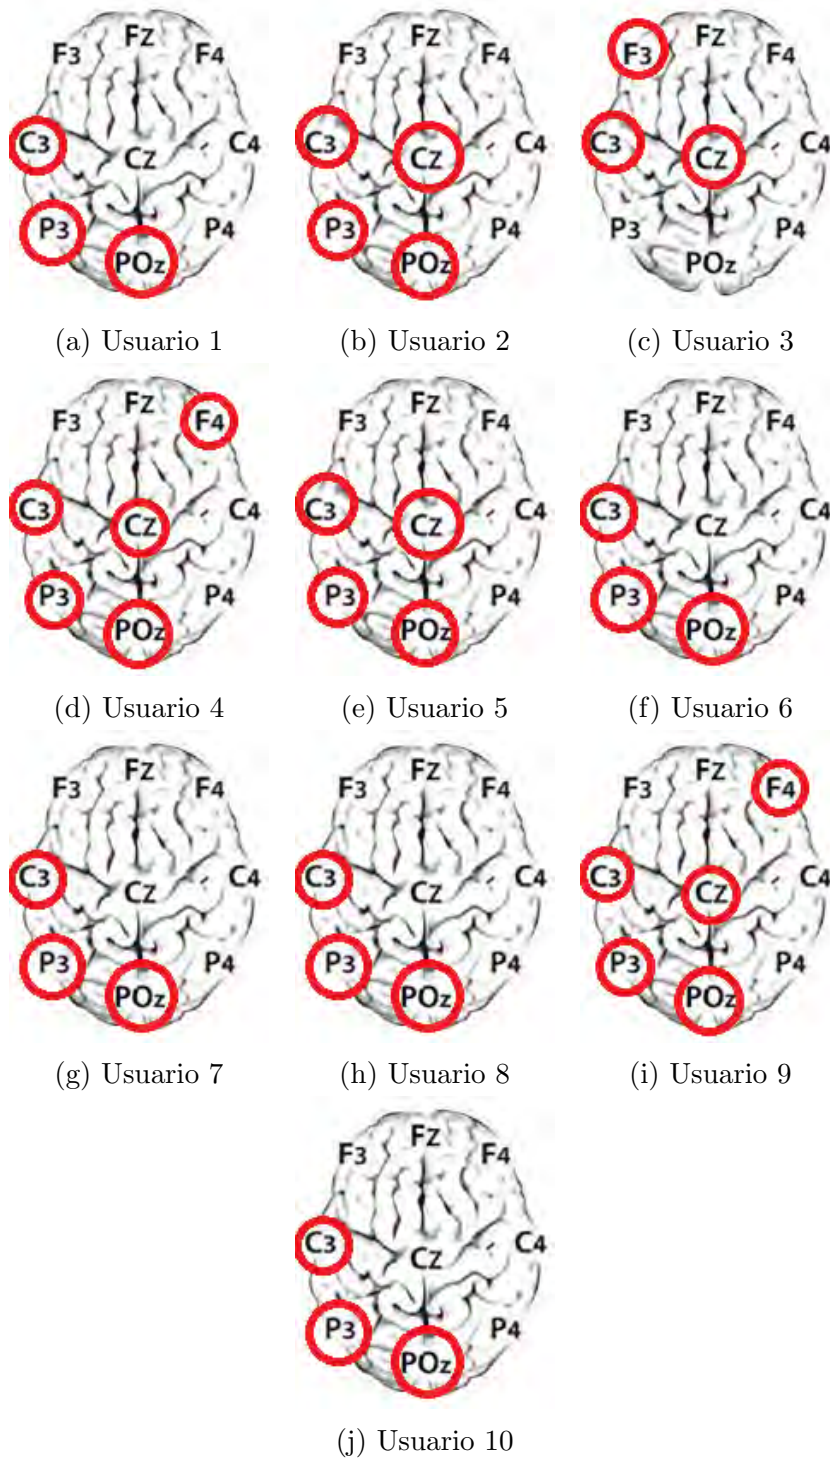 Fz Fz F3
F3 F4 F3 F4 Fz F4
C3 Cz C4 C3 Cz C4 C3 Cz C4
P3 P4 P3 P4 P3 P4
POz POz POz
(a) Usuario 1 (b) Usuario 2 (c) Usuario 3
Fz Fz Fz
F3 F4 F3 F4 F3 F4
C3 Cz C4 C3 Cz C4 C3 Cz C4
P3 P4 P3 P4 P3 P4
POz POz POz
(d) Usuario 4 (e) Usuario 5 (f) Usuario 6
Fz Fz Fz
F3 F4 F3 F4 F3 F4
C3 Cz C4 C3 Cz C4 C3 Cz C4
P3 P4 P3 P4 P3 P4
POz POz POz
(g) Usuario 7 (h) Usuario 8 (i) Usuario 9
Fz
F3 F4
C3 Cz C4
P3 P4
POz
(j) Usuario 10